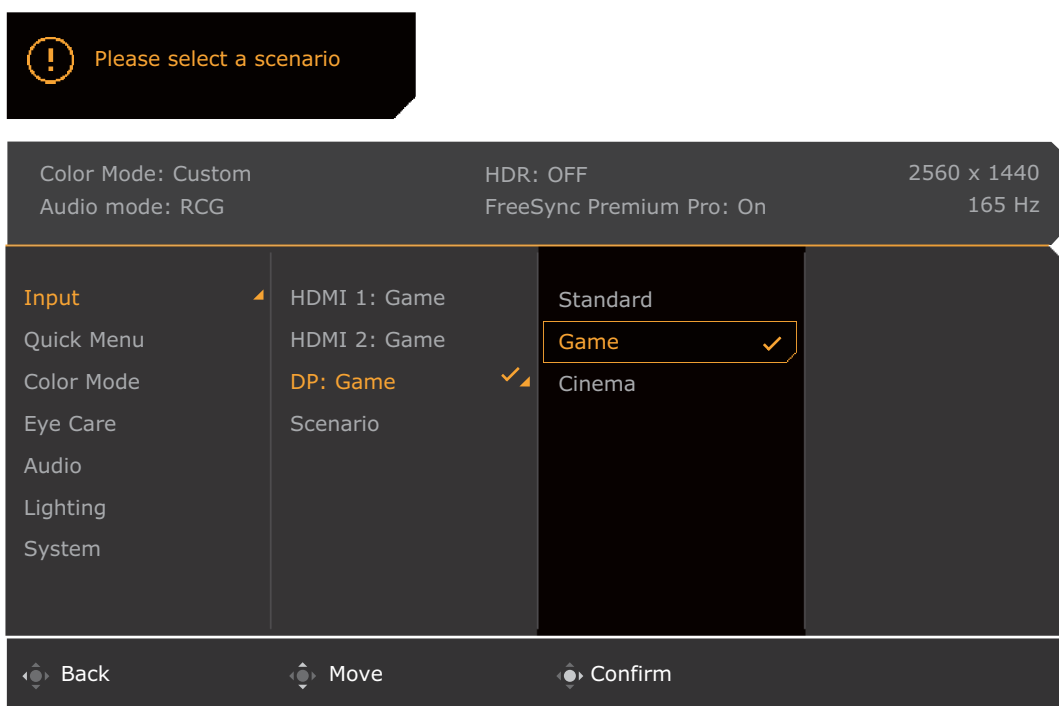 Please select a scenario
Color Mode: Custom
HDR: OFF
2560 x 1440
Audio mode: RCG
FreeSync Premium Pro: On
165 Hz
Input
Quick Menu
Color Mode
Eye Care
Audio
Lighting
System
HDMI 1: Game
HDMI 2: Game
DP: Game
Scenario
Standard
Game
Cinema
Back
Move
Confirm